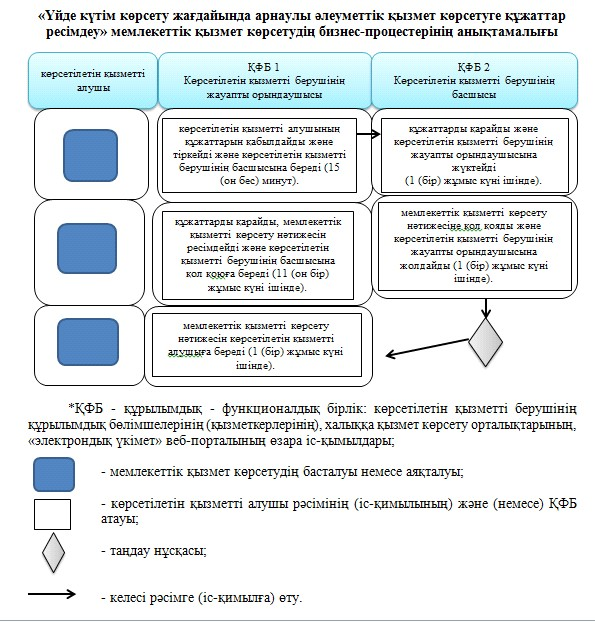 «Үйде күтім көрсету жағдайында арнаулы әлеуметтік қызмет көрсетуге құжаттар
ресімдеу» мемлекеттік қызмет көрсетудің бизнес-процестерінің анықтамалығы
көрсетілетін қызметті
алушы
ҚФБ 1
Көрсетілетін қызметті берушінің
жауапты орындаушысы
ҚФБ 2
Көрсетілетін қызметті берушінің
басшысы
көрсетілетін қызметті алушының
құжаттарын қабылдайды және
тіркейді және көрсетілетін қызметті
берушінің басшысына береді (15
(он бес) минут).
құжаттарды қарайды және
көрсетілетін қызметті берушінің
жауапты орындаушысына
жүктейді
(1 (бір) жұмыс күні ішінде).
құжаттарды қарайды, мемлекеттік
қызметті көрсету нәтижесін
ресімдейді және көрсетілетін
қызметті берушінің басшысына
қол қоюға береді (11 (он бір)
жұмыс күні ішінде).
мемлекеттік қызметті көрсету
нәтижесіне қол қояды және
көрсетілетін қызметті берушінің
жауапты орындаушысына
жолдайды (1 (бір) жұмыс күні
ішінде).
мемлекеттік қызметті көрсету
нәтижесін көрсетілетін қызметті
алушыға береді (1 (бір) жұмыс күні
ішінде).
*ҚФБ - құрылымдық - функционалдық бірлік: көрсетілетін қызметті берушінің
құрылымдық бөлімшелерінің (қызметкерлерінің), халыққа қызмет көрсету орталықтарының,
«электрондық үкімет» веб-порталының өзара іс-қымылдары;
- мемлекеттік қызмет көрсетудің басталуы немесе аяқталуы;
- көрсетілетін қызметті алушы рәсімінің (іс-қимылының) және (немесе) ҚФБ
атауы;
- таңдау нұсқасы;
- келесі рәсімге (іс-қимылға) өту.